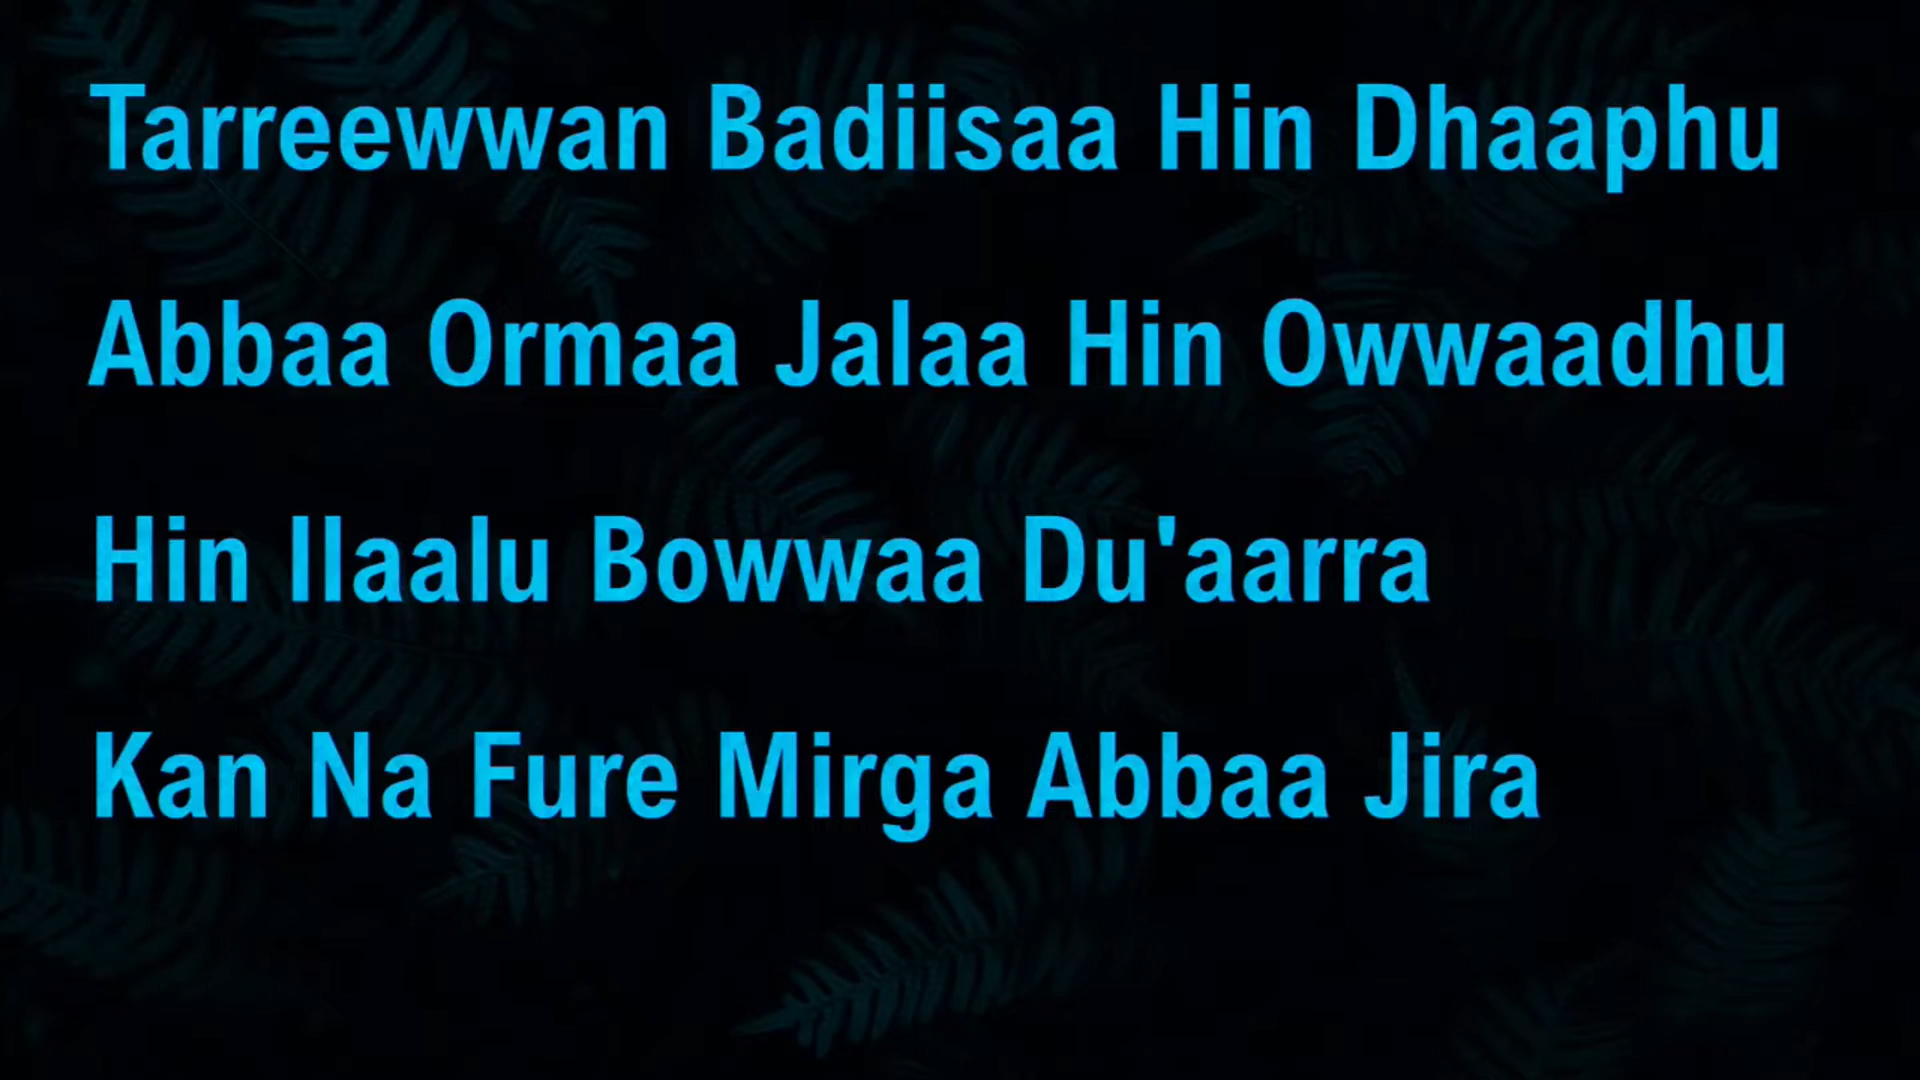 Tarreewwan Badiisaa Hin Dhaaphu
Abbaa Ormaa Jalaa Hin Owwaadhu
Hin Ilaalu Bowwaa Du'aarra
Kan Na Fure Mirga Abbaa Jira